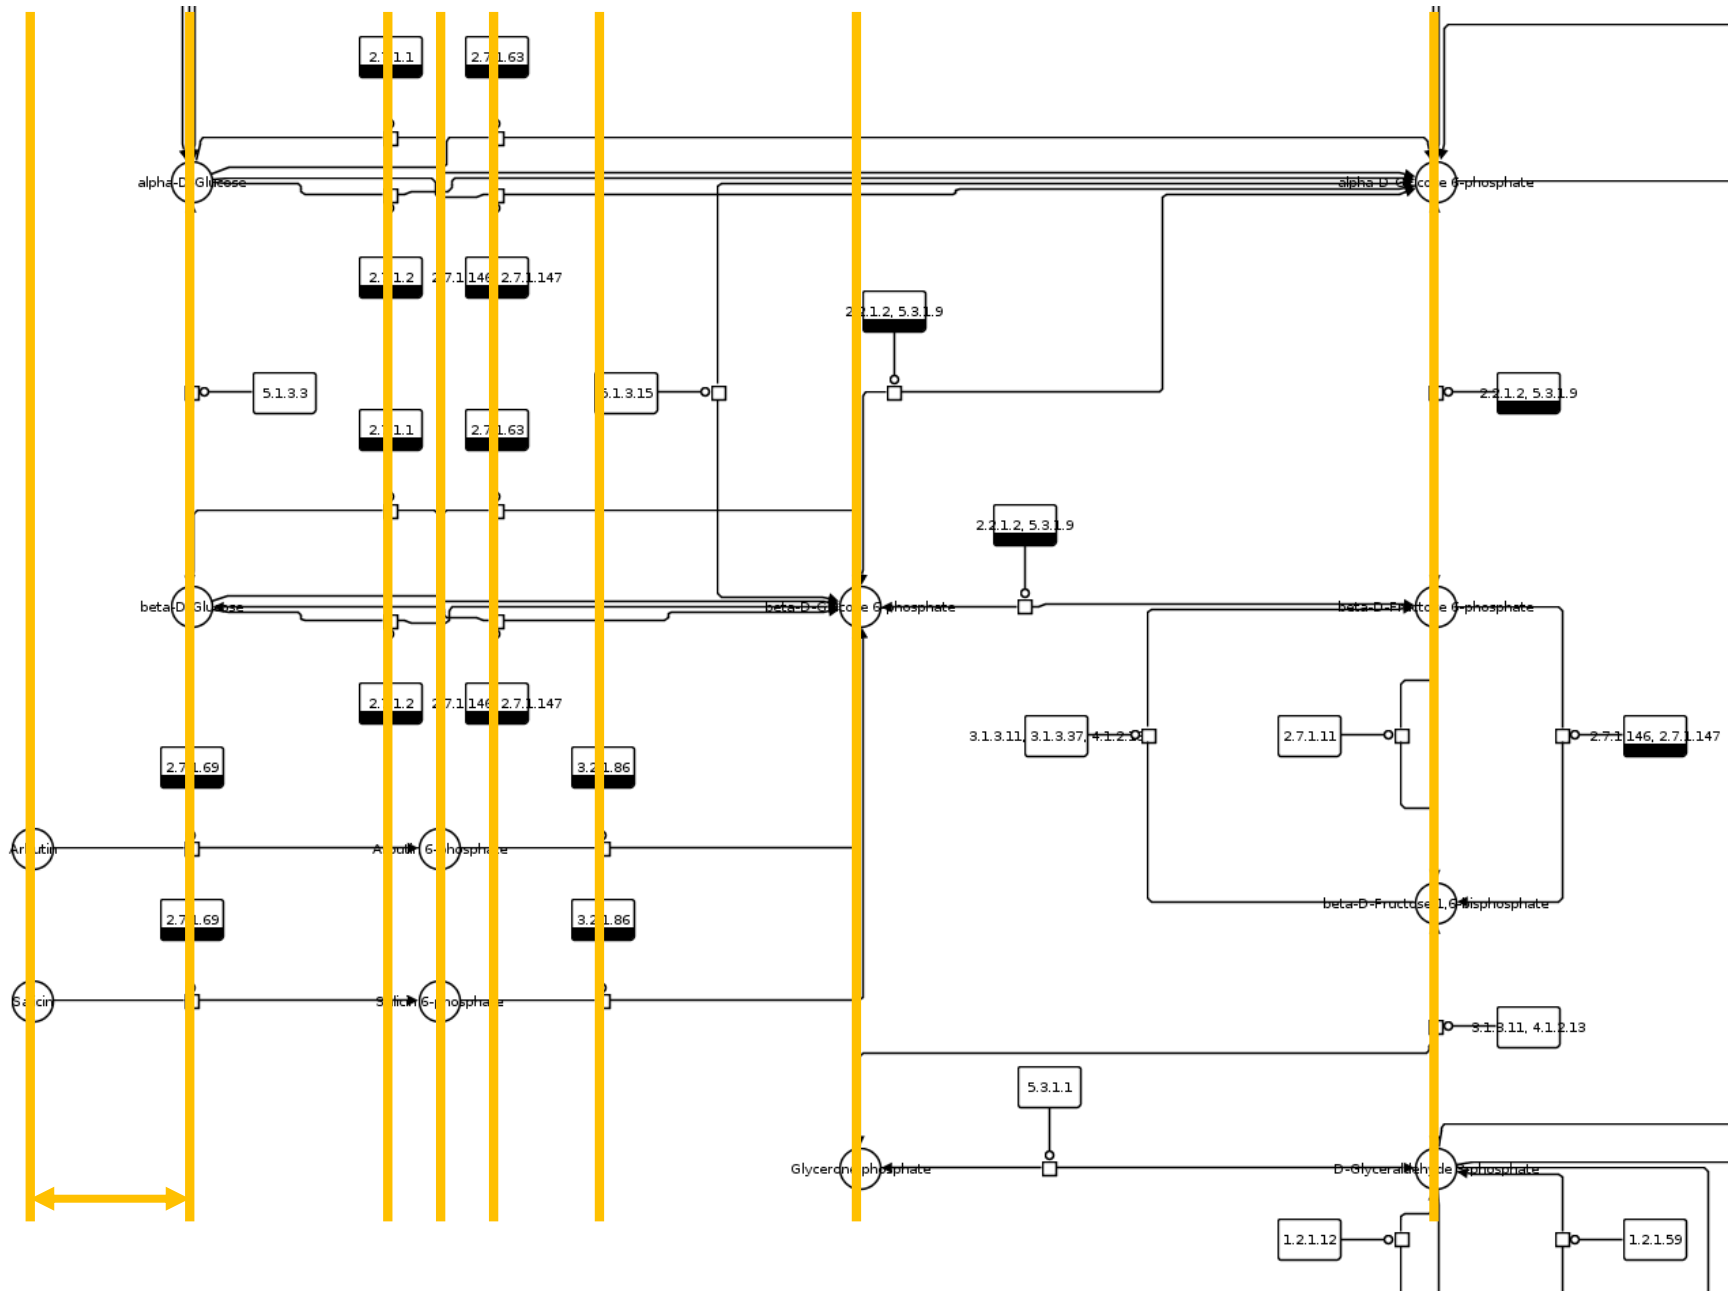 2.7.1.1
2.7.1.63
alpha-D-Glucose
alpha-D-Glucose 6-phosphate
2.7.1.2
2.7.1.146, 2.7.1.147
2.2.1.2, 5.3.1.9
5.1.3.3
5.1.3.15
2.2.1.2, 5.3.1.9
2.7.1.1
2.7.1.63
2.2.1.2, 5.3.1.9
beta-D-Glucose
beta-D-Glucose 6-phosphate
beta-D-Fructose 6-phosphate
2.7.1.2
2.7.1.146, 2.7.1.147
3.1.3.11, 3.1.3.37, 4.1.2.13
2.7.1.11
2.7.1.146, 2.7.1.147
2.7.1.69
3.2.1.86
Arbutin
Arbutin 6-phosphate
beta-D-Fructose 1,6-bisphosphate
2.7.1.69
3.2.1.86
Salicin
Salicin 6-phosphate
3.1.3.11, 4.1.2.13
5.3.1.1
Glycerone phosphate
D-Glyceraldehyde 3-phosphate
1.2.1.12
1.2.1.59